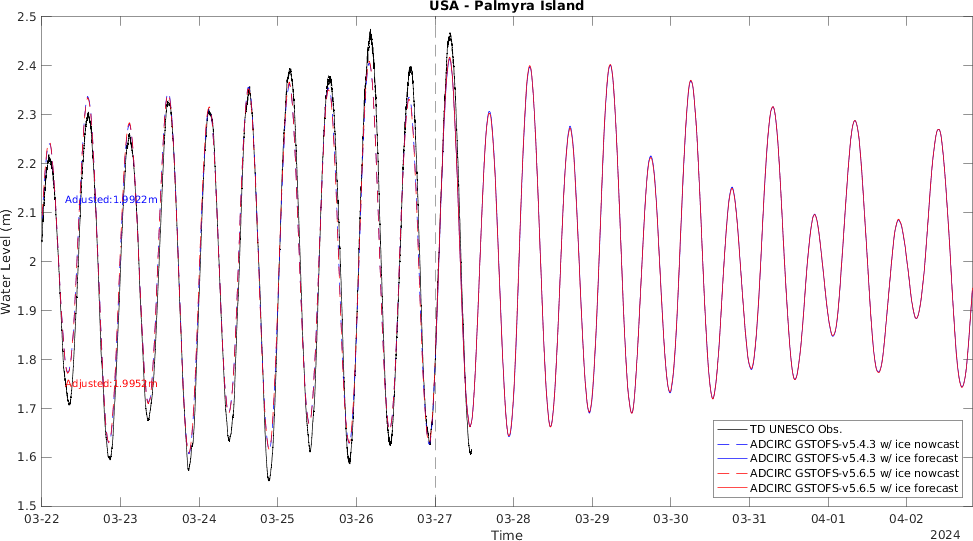 USA - Palmyra Island
2.5
2.4
2.3
2.2
2.1
2
1.9
1.8
1.7
1.6
1.5
Water Level (m)
Adjusted:1.9922m
Adjusted:1.9952m
TD UNESCO Obs.
ADCIRC GSTOFS-v5.4.3 w/ ice nowcast
ADCIRC GSTOFS-v5.4.3 w/ ice forecast
ADCIRC GSTOFS-v5.6.5 w/ ice nowcast
ADCIRC GSTOFS-v5.6.5 w/ ice forecast
03-22 03-23 03-24 03-25 03-26 03-27 03-28 03-29 03-30 03-31 04-01 04-02
Time
2024